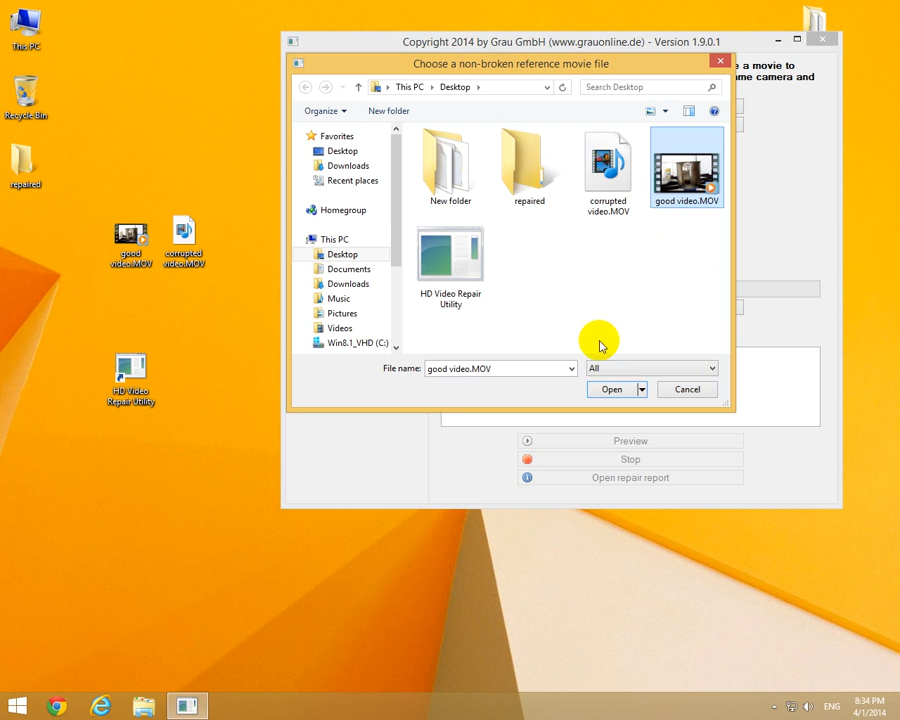 This PC
Recycle Bin
repaired
good
video.MOV
corrupted
video.MOV
HD Video
Repair Utility
Copyright 2014 by Grau GmbH (www.grauonline.de) - Version 1.9.0.1
e a movie to
me camera and
Choose a non-broken reference movie file
This PC
Desktop
Search Desktop
Organize
New folder
Favorites
Desktop
Downloads
Recent places
Homegroup
This PC
Desktop
Documents
Downloads
Music
Pictures
Videos
Win8.1_VHD (C:)
New folder
repaired
corrupted
video.MOV
good video.MOV
HD Video Repair
Utility
File name:
good video.MOV
All
Open
Cancel
Preview
Stop
Open repair report
ENG
8:34 PM
4/1/2014